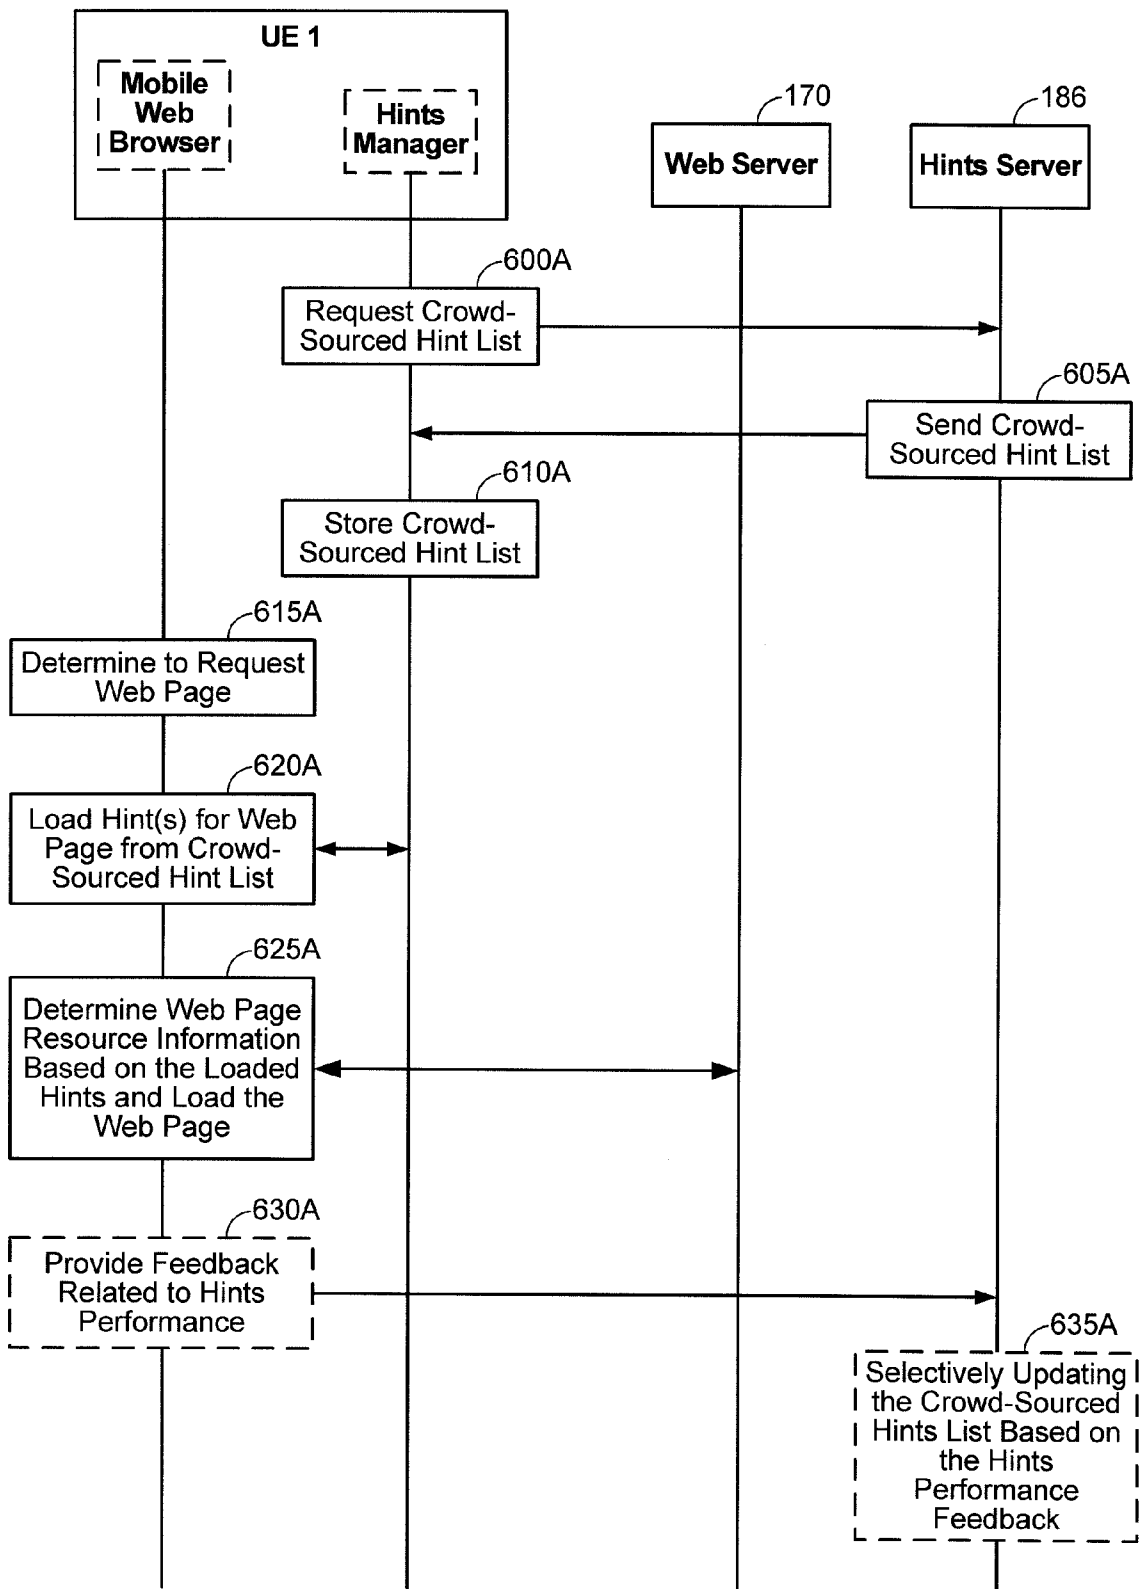 UE 1
Mobile
Web
Browser
Hints
Manager
170
Web Server
186
Hints Server
600A
Request Crowd-
Sourced Hint List
605A
Send Crowd-
Sourced Hint List
610A
Store Crowd-
Sourced Hint List
615A
Determine to Request
Web Page
620A
Load Hint(s) for Web
Page from Crowd-
Sourced Hint List
625A
Determine Web Page
Resource Information
Based on the Loaded
Hints and Load the
Web Page
630A
Provide Feedback
Related to Hints
Performance
635A
Selectively Updating
the Crowd-Sourced
Hints List Based on
the Hints
Performance
Feedback